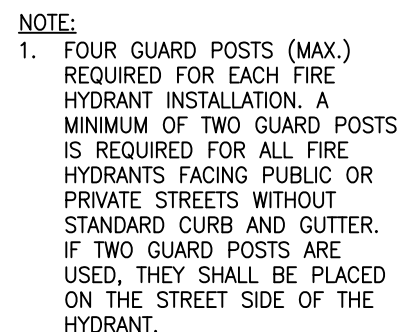 NOTE:
1. FOUR GUARD POSTS (MAX.)
REQUIRED FOR EACH FIRE
HYDRANT INSTALLATION. A
MINIMUM OF TWO GUARD POSTS
IS REQUIRED FOR ALL FIRE
HYDRANTS FACING PUBLIC OR
PRIVATE STREETS WITHOUT
STANDARD CURB AND GUTTER.
IF TWO GUARD POSTS ARE
USED, THEY SHALL BE PLACED
ON THE STREET SIDE OF THE
HYDRANT.